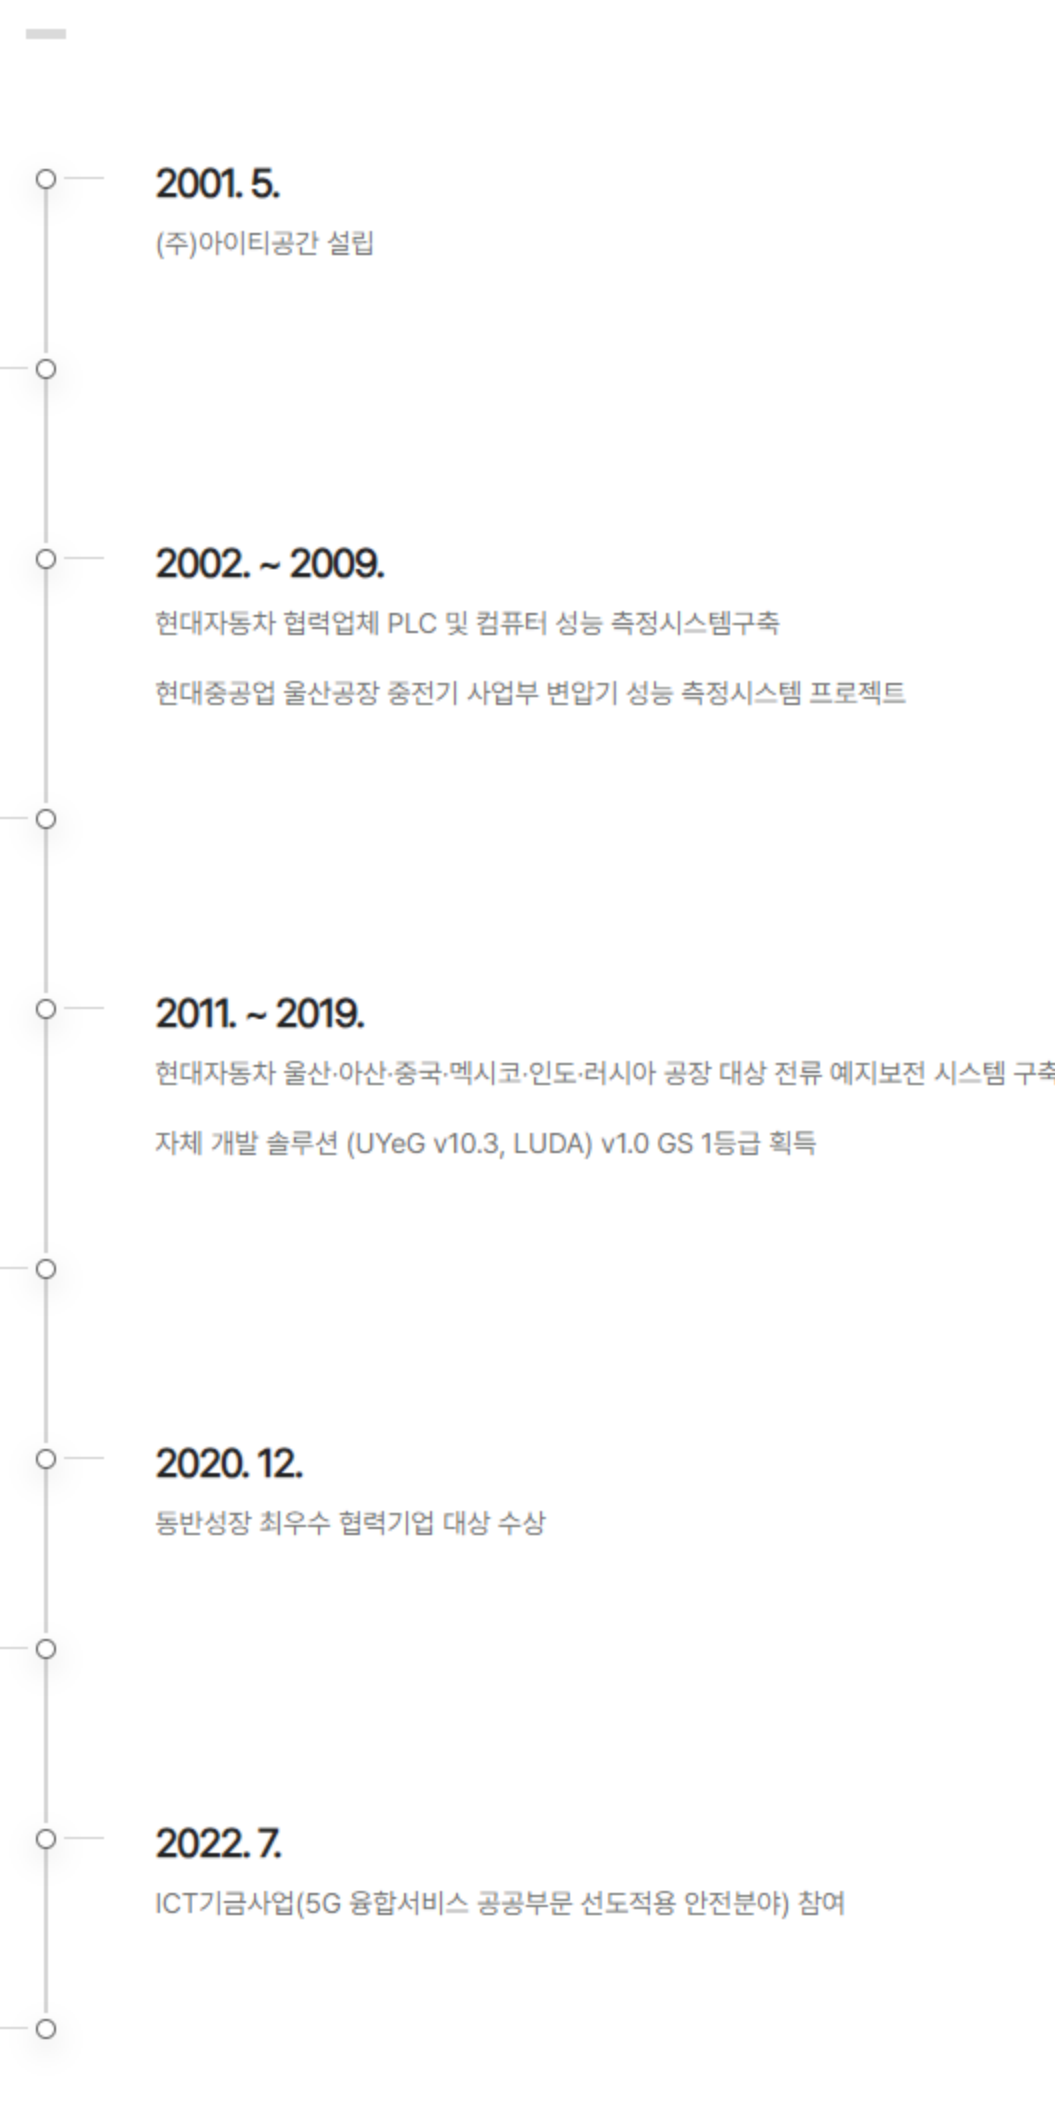 2001. 5.
(주)아이티공간 설립
2002. ~ 2009.
현대자동차 협력업체 PLC 및 컴퓨터 성능 측정시스템구축
현대중공업 울산공장 중전기 사업부 변압기 성능 측정시스템 프로젝트
2011. ~ 2019.
현대자동차 울산·아산·중국·멕시코·인도·러시아 공장 대상 전류 예지보전 시스템 구축
자체 개발 솔루션 (UYeG v10.3, LUDA) v1.0 GS 1등급 획득
2020. 12.
동반성장 최우수 협력기업 대상 수상
2022. 7.
ICT기금사업(5G 융합서비스 공공부문 선도적용 안전분야) 참여